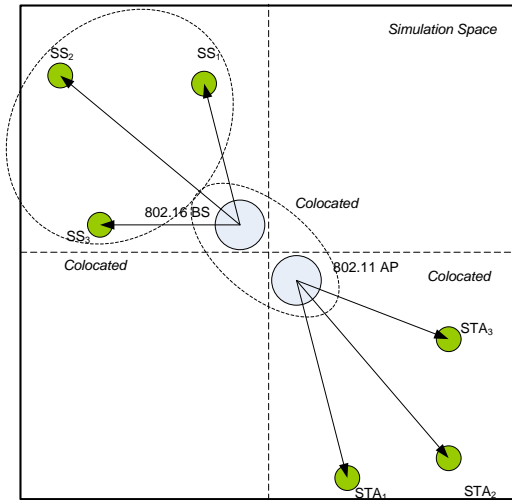 Simulation Space
SS₂
SS₁
Colocated
802.16 BS
SS₃
Colocated
802.11 AP
Colocated
STA₃
STA₁
STA₂